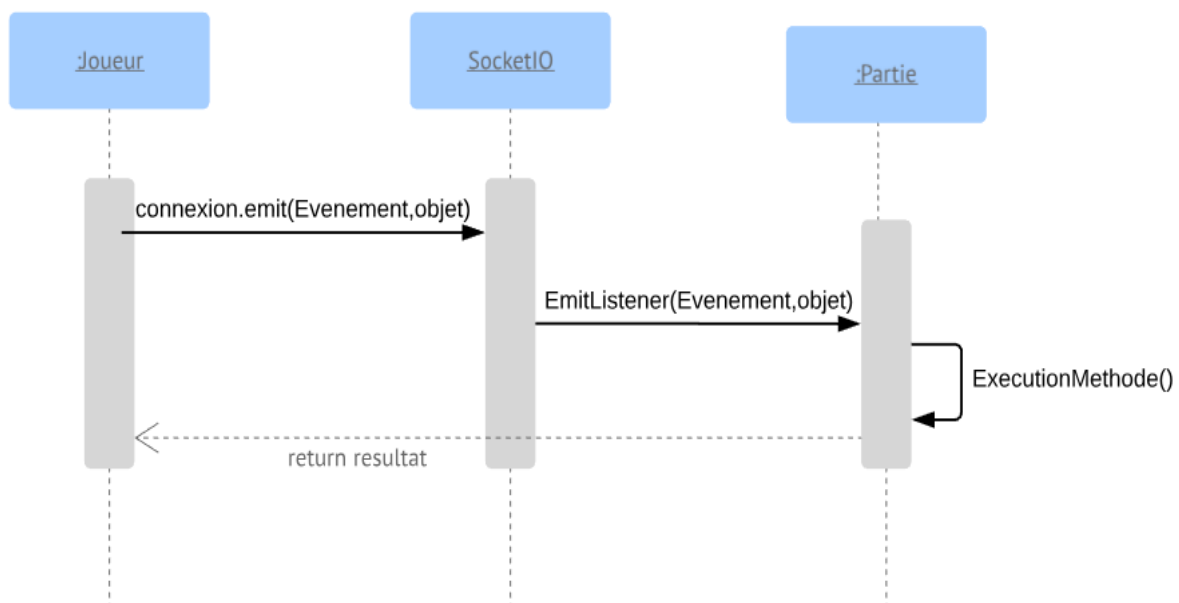 :Joueur
SocketIO
:Partie
connexion.emit(Evenement,objet)
EmitListener(Evenement,objet)
ExecutionMethode()
return resultat